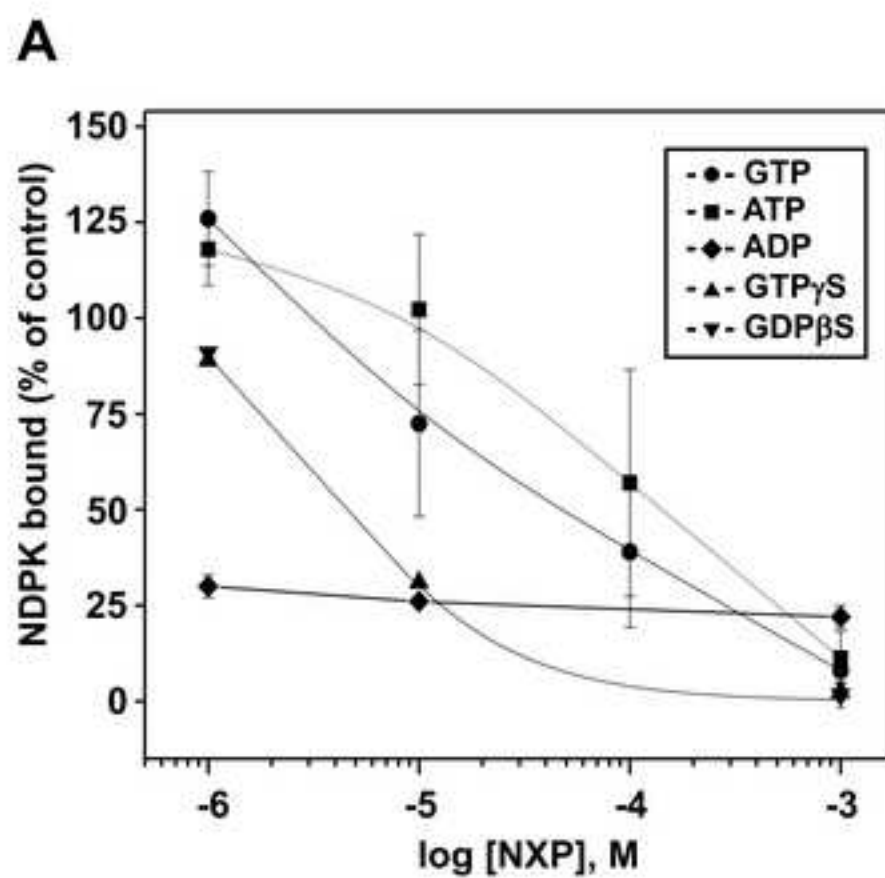 A
NDPK bound (% of control)
150
125
100
75
50
25
0
GTP
ATP
ADP
GTPγS
GDPβS
-6 -5 -4 -3
log [NXP], M